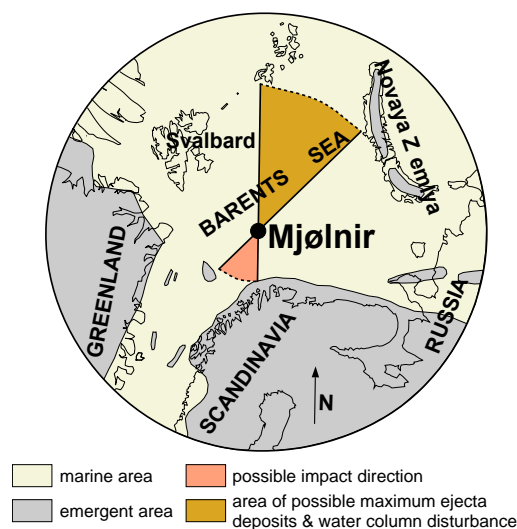 Novaya Z emlya
Svalbard
BARENTS SEA
Mjølnir
GREENLAND
RUSSIA
SCANDINAVIA
N
marine area
possible impact direction
emergent area
area of possible maximum ejecta
deposits & water column disturbance